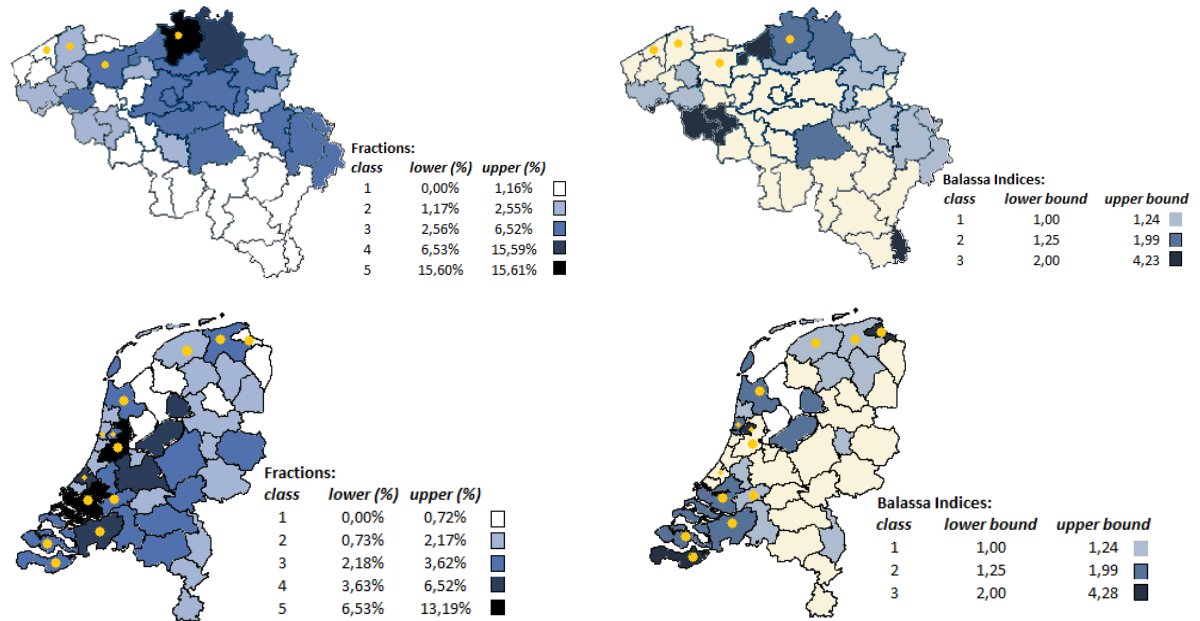 Fractions:
class lower (%) upper (%)
1 0,00% 1,16%
2 1,17% 2,55%
3 2,56% 6,52%
4 6,53% 15,59%
5 15,60% 15,61%
Balassa Indices:
class lower bound upper bound
1 1,00 1,24
2 1,25 1,99
3 2,00 4,23
Fractions:
class lower (%) upper (%)
1 0,00% 0,72%
2 0,73% 2,17%
3 2,18% 3,62%
4 3,63% 6,52%
5 6,53% 13,19%
Balassa Indices:
class lower bound upper bound
1 1,00 1,24
2 1,25 1,99
3 2,00 4,28